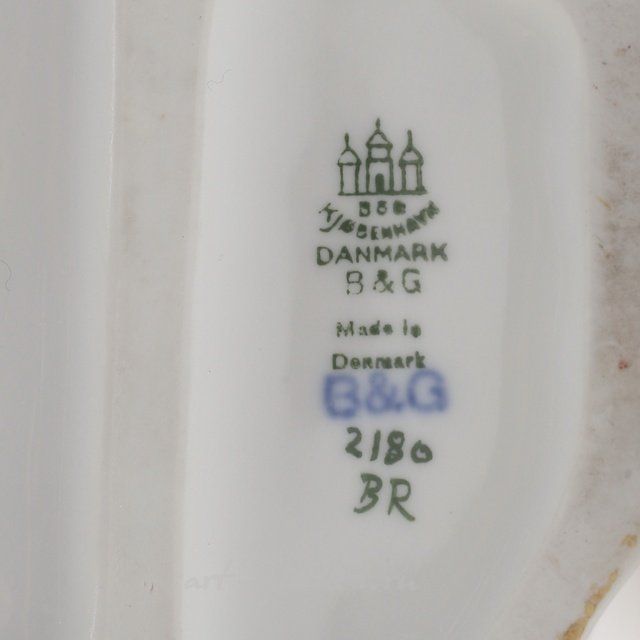 B&G
KJØBENHAVN
DANMARK
B&G
Made in
Denmark
B&G
2180
BR